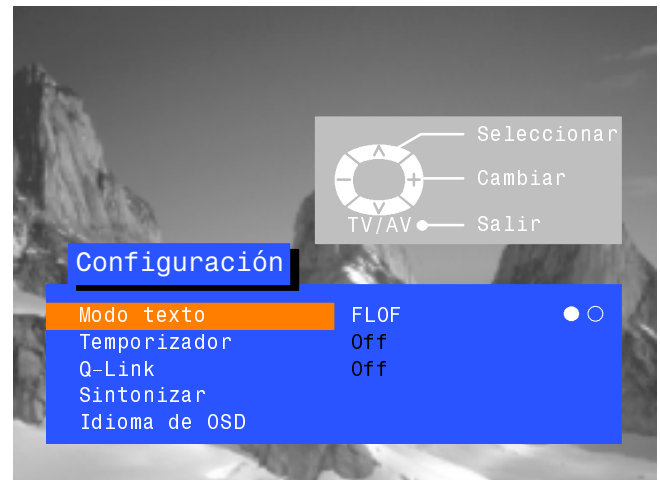 Seleccionar
Cambiar
TV/AV Salir
Configuración
Modo texto FLOF
Temporizador Off
Q-Link Off
Sintonizar
Idioma de OSD